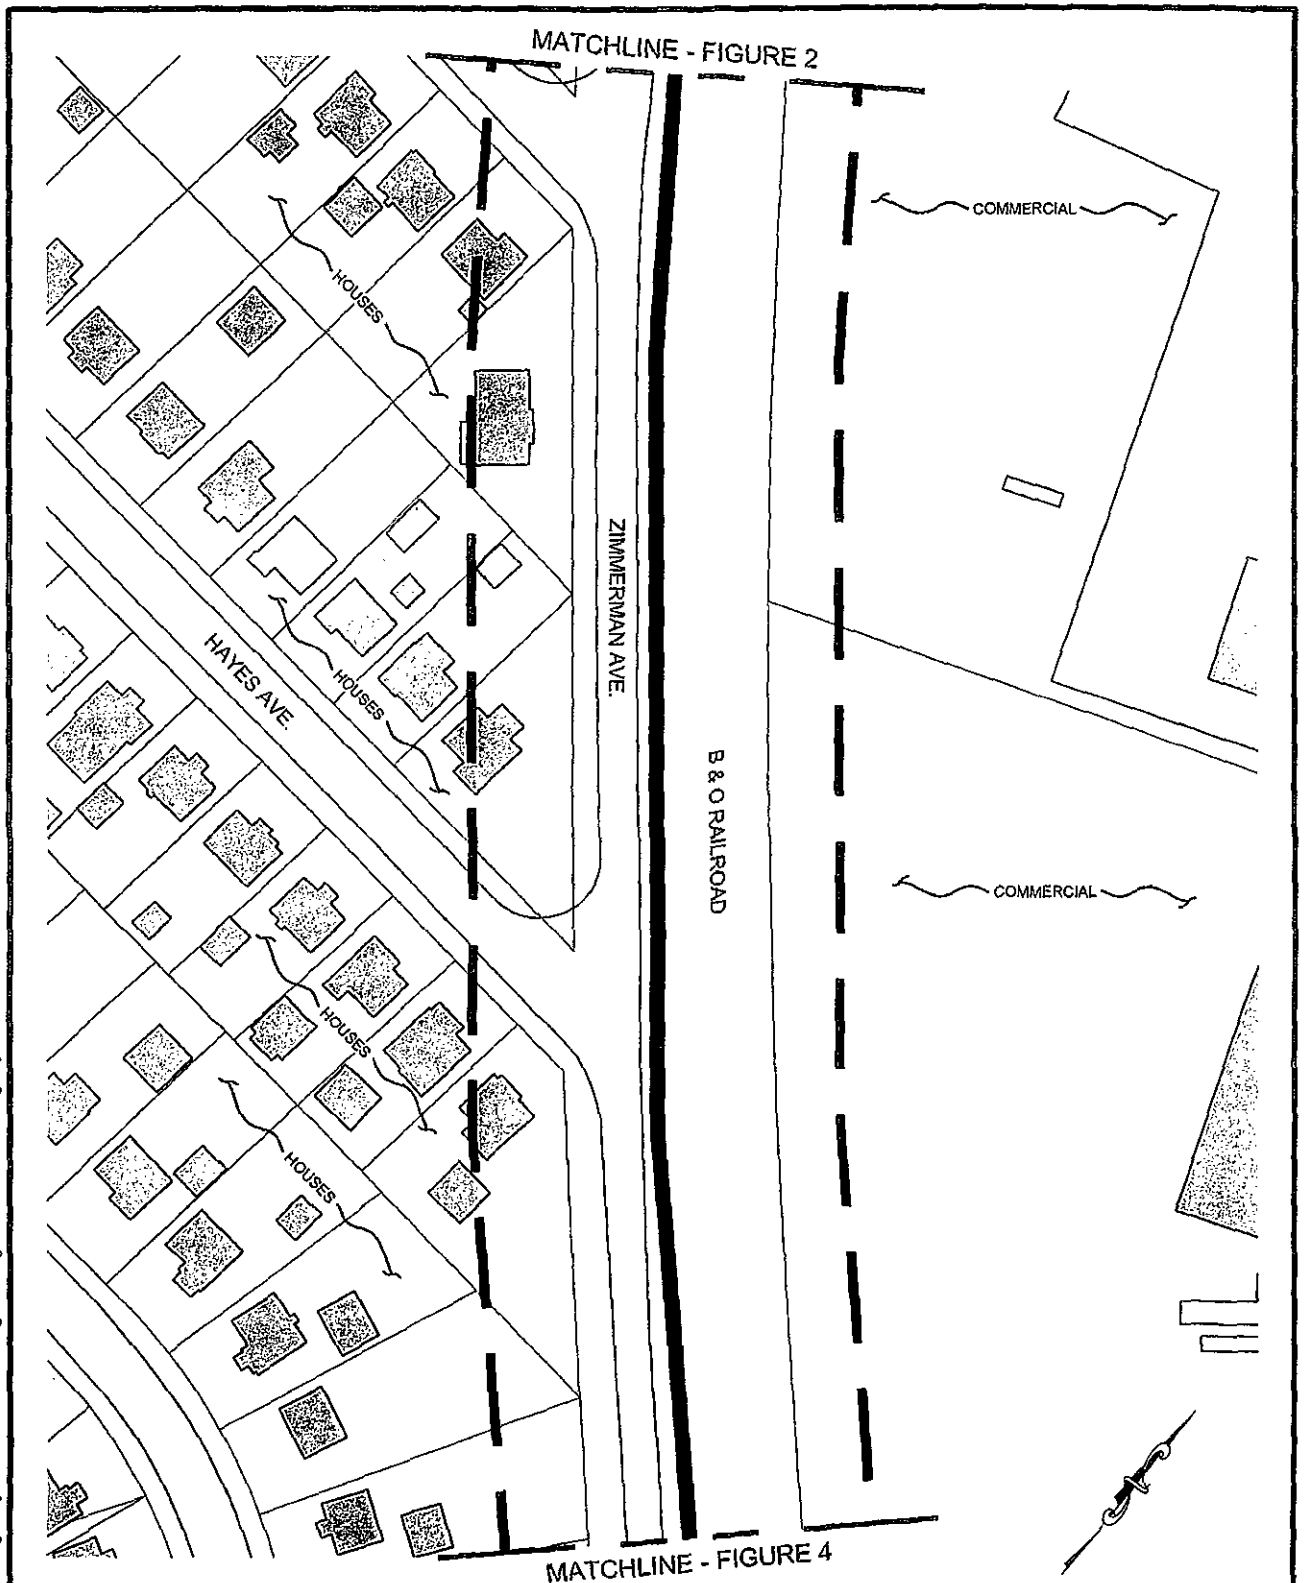 MATCHLINE - FIGURE 2
COMMERCIAL
HOUSES
ZIMMERMAN AVE.
HAYES AVE.
HOUSES
B & O RAILROAD
COMMERCIAL
HOUSES
HOUSES
MATCHLINE - FIGURE 4